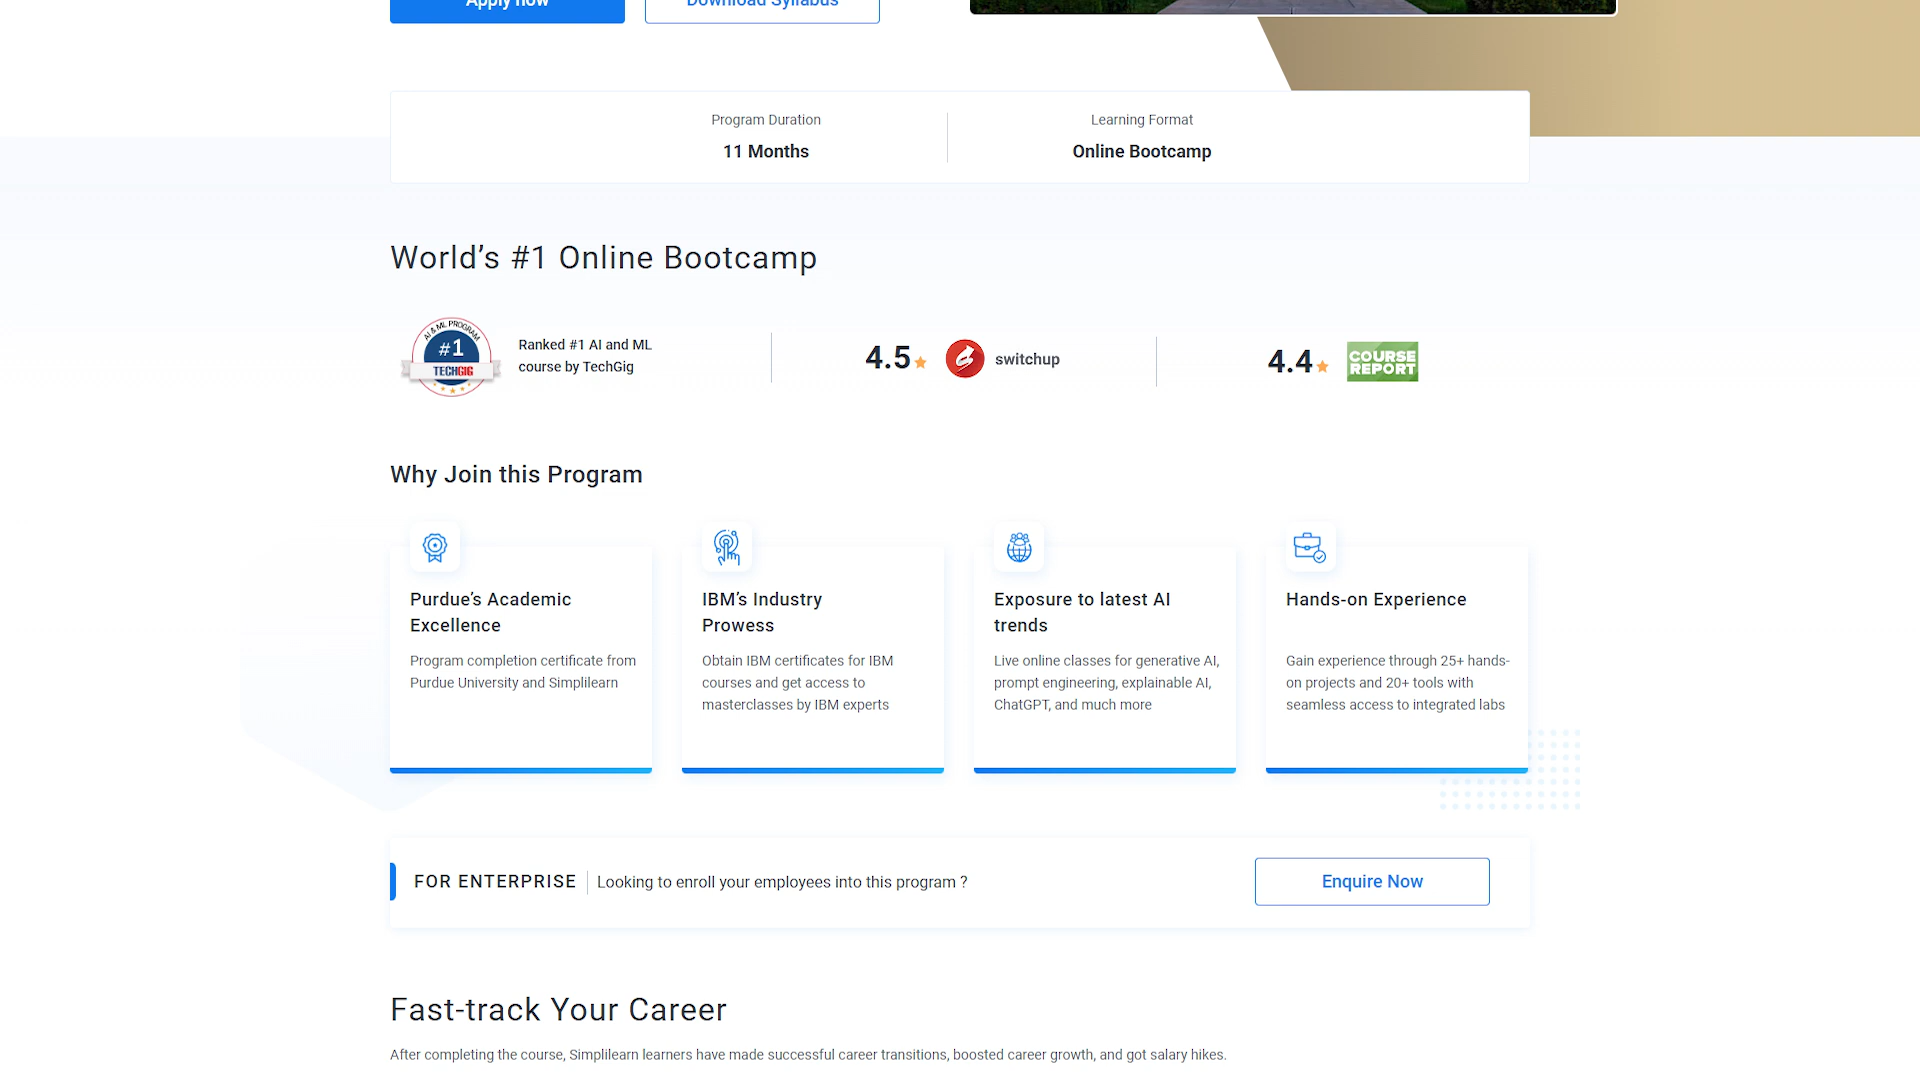 Apply now
Download Syllabus
Program Duration
11 Months
Learning Format
Online Bootcamp
World’s #1 Online Bootcamp
AI & ML PROGRAM
#1
TECHGIG
Ranked #1 AI and ML
course by TechGig
4.5
switchup
4.4
COURSE
REPORT
Why Join this Program
Purdue’s Academic
Excellence
Program completion certificate from
Purdue University and Simplilearn
IBM’s Industry
Prowess
Obtain IBM certificates for IBM
courses and get access to
masterclasses by IBM experts
Exposure to latest AI
trends
Live online classes for generative AI,
prompt engineering, explainable AI,
ChatGPT, and much more
Hands-on Experience
Gain experience through 25+ hands-
on projects and 20+ tools with
seamless access to integrated labs
FOR ENTERPRISE
Looking to enroll your employees into this program ?
Enquire Now
Fast-track Your Career
After completing the course, Simplilearn learners have made successful career transitions, boosted career growth, and got salary hikes.